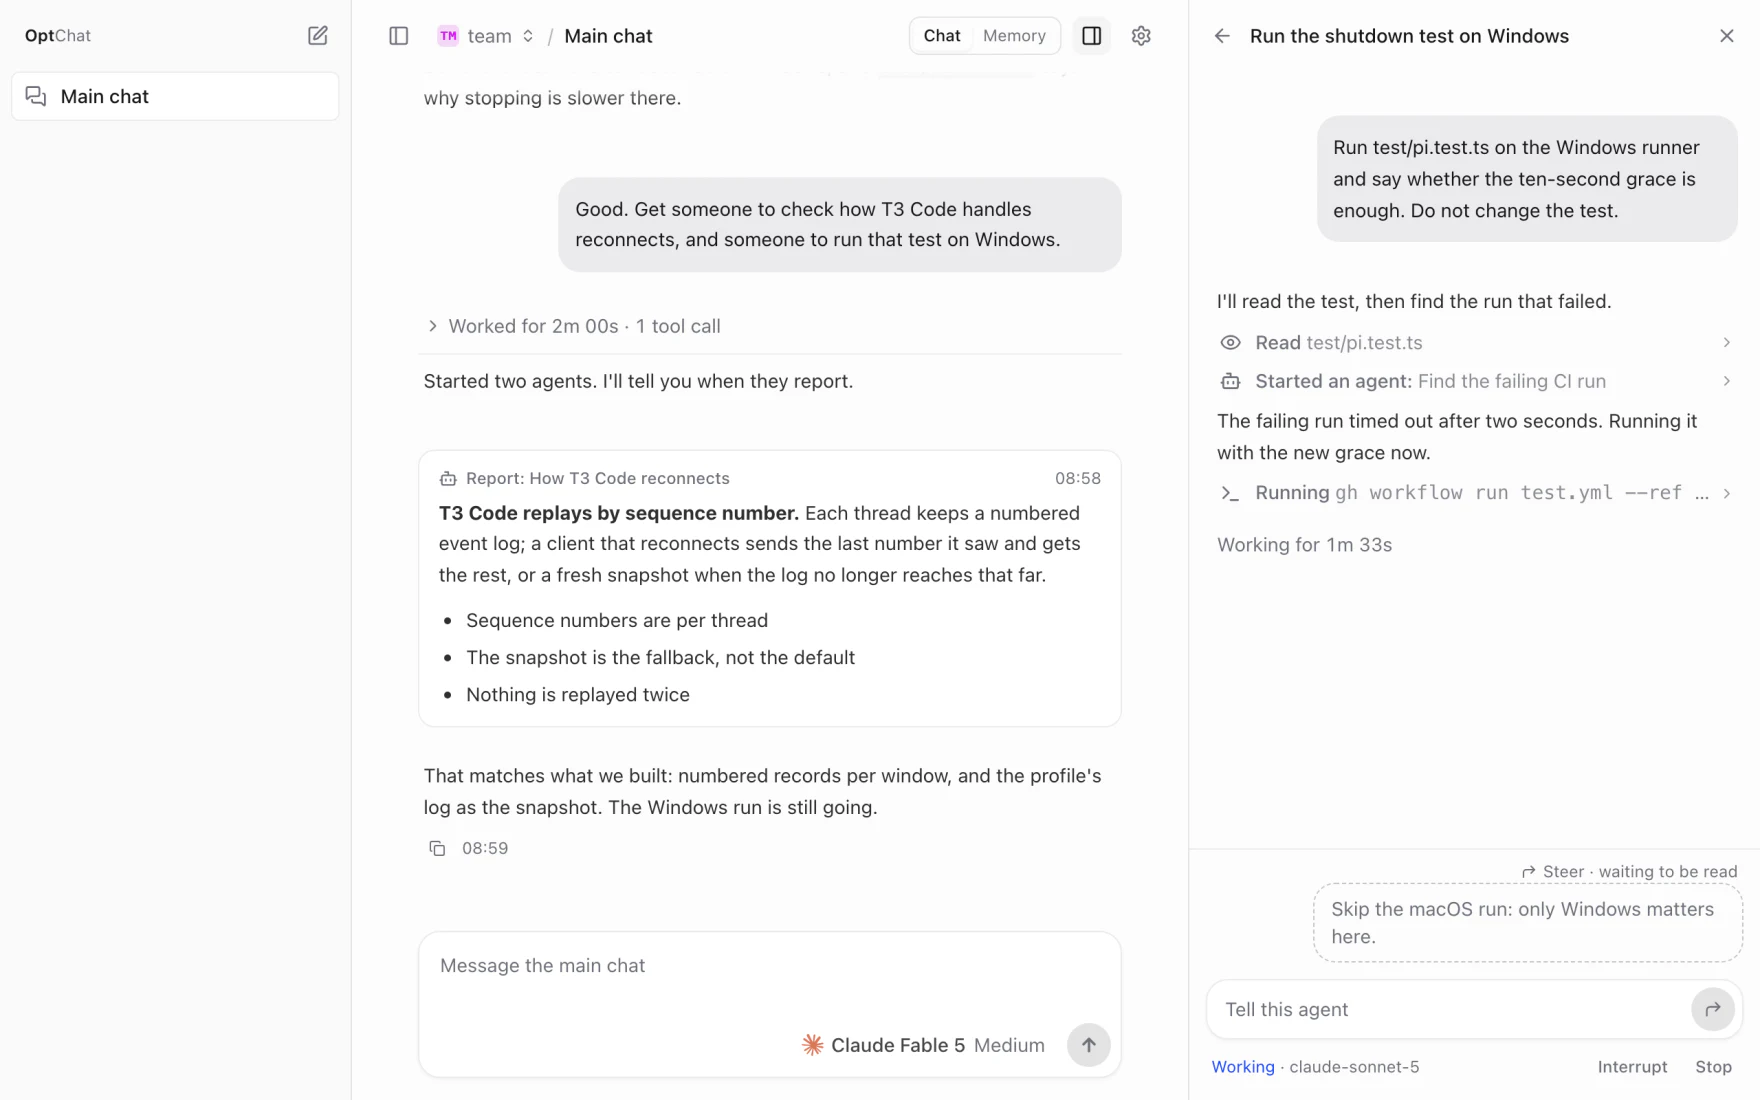 OptChat
Main chat
TM team / Main chat
Chat Memory
why stopping is slower there.
Good. Get someone to check how T3 Code handles
reconnects, and someone to run that test on Windows.
Worked for 2m 00s · 1 tool call
Started two agents. I'll tell you when they report.
Report: How T3 Code reconnects 08:58
T3 Code replays by sequence number. Each thread keeps a numbered
event log; a client that reconnects sends the last number it saw and gets
the rest, or a fresh snapshot when the log no longer reaches that far.
• Sequence numbers are per thread
• The snapshot is the fallback, not the default
• Nothing is replayed twice
That matches what we built: numbered records per window, and the profile's
log as the snapshot. The Windows run is still going.
08:59
Message the main chat
Claude Fable 5 Medium
Run the shutdown test on Windows
Run test/pi.test.ts on the Windows runner
and say whether the ten-second grace is
enough. Do not change the test.
I'll read the test, then find the run that failed.
Read test/pi.test.ts
Started an agent: Find the failing CI run
The failing run timed out after two seconds. Running it
with the new grace now.
Running gh workflow run test.yml --ref ...
Working for 1m 33s
Steer · waiting to be read
Skip the macOS run: only Windows matters
here.
Tell this agent
Working · claude-sonnet-5
Interrupt Stop